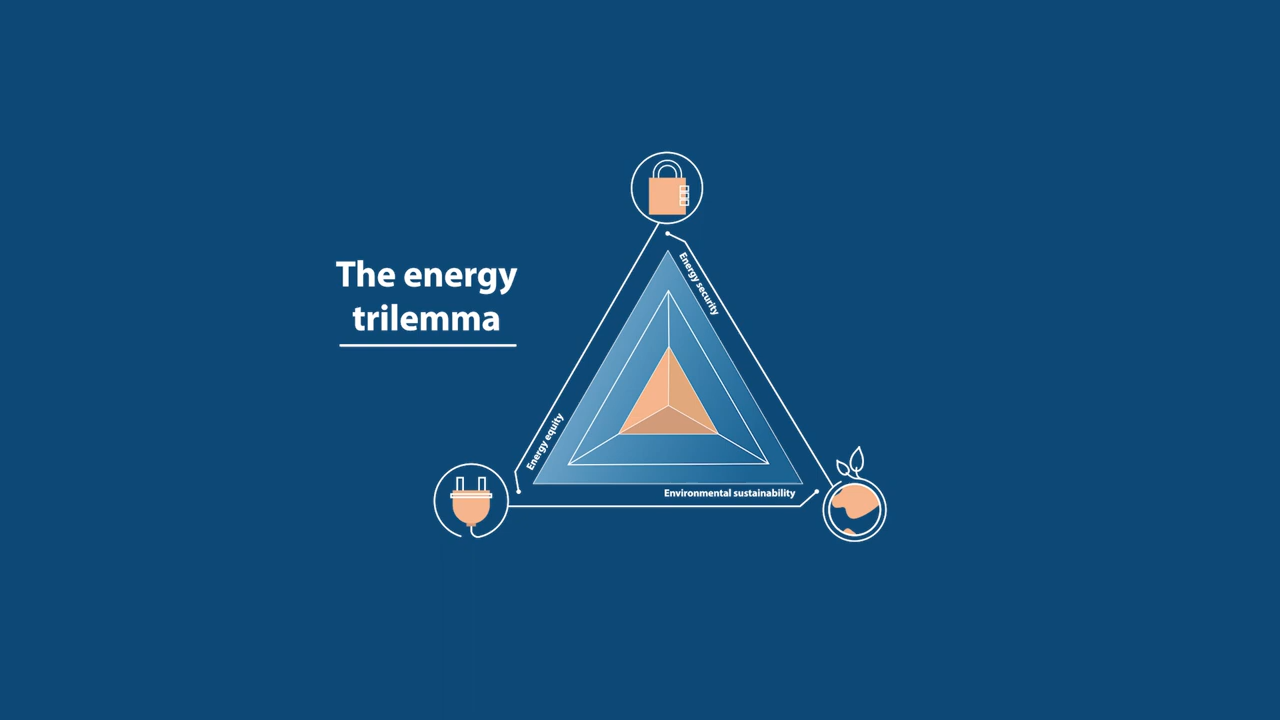 The energy
trilemma
Energy security
Energy equity
Environmental sustainability